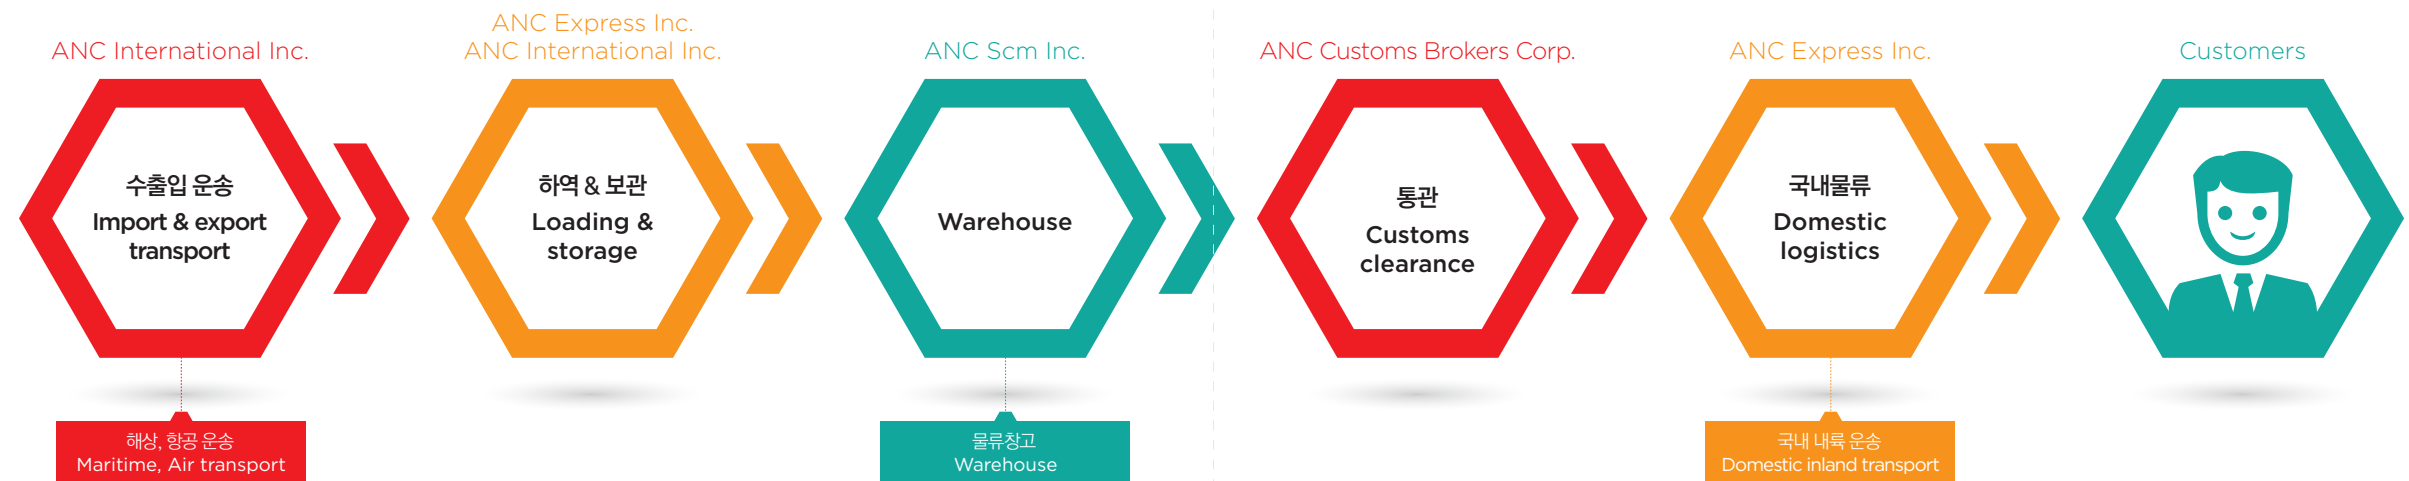 ANC International Inc.
수출입 운송
Import & export
transport
해상, 항공 운송
Maritime, Air transport
ANC Express Inc.
ANC International Inc.
하역 & 보관
Loading &
storage
ANC Scm Inc.
Warehouse
물류창고
Warehouse
ANC Customs Brokers Corp.
통관
Customs
clearance
ANC Express Inc.
국내물류
Domestic
logistics
국내 내륙 운송
Domestic inland transport
Customers